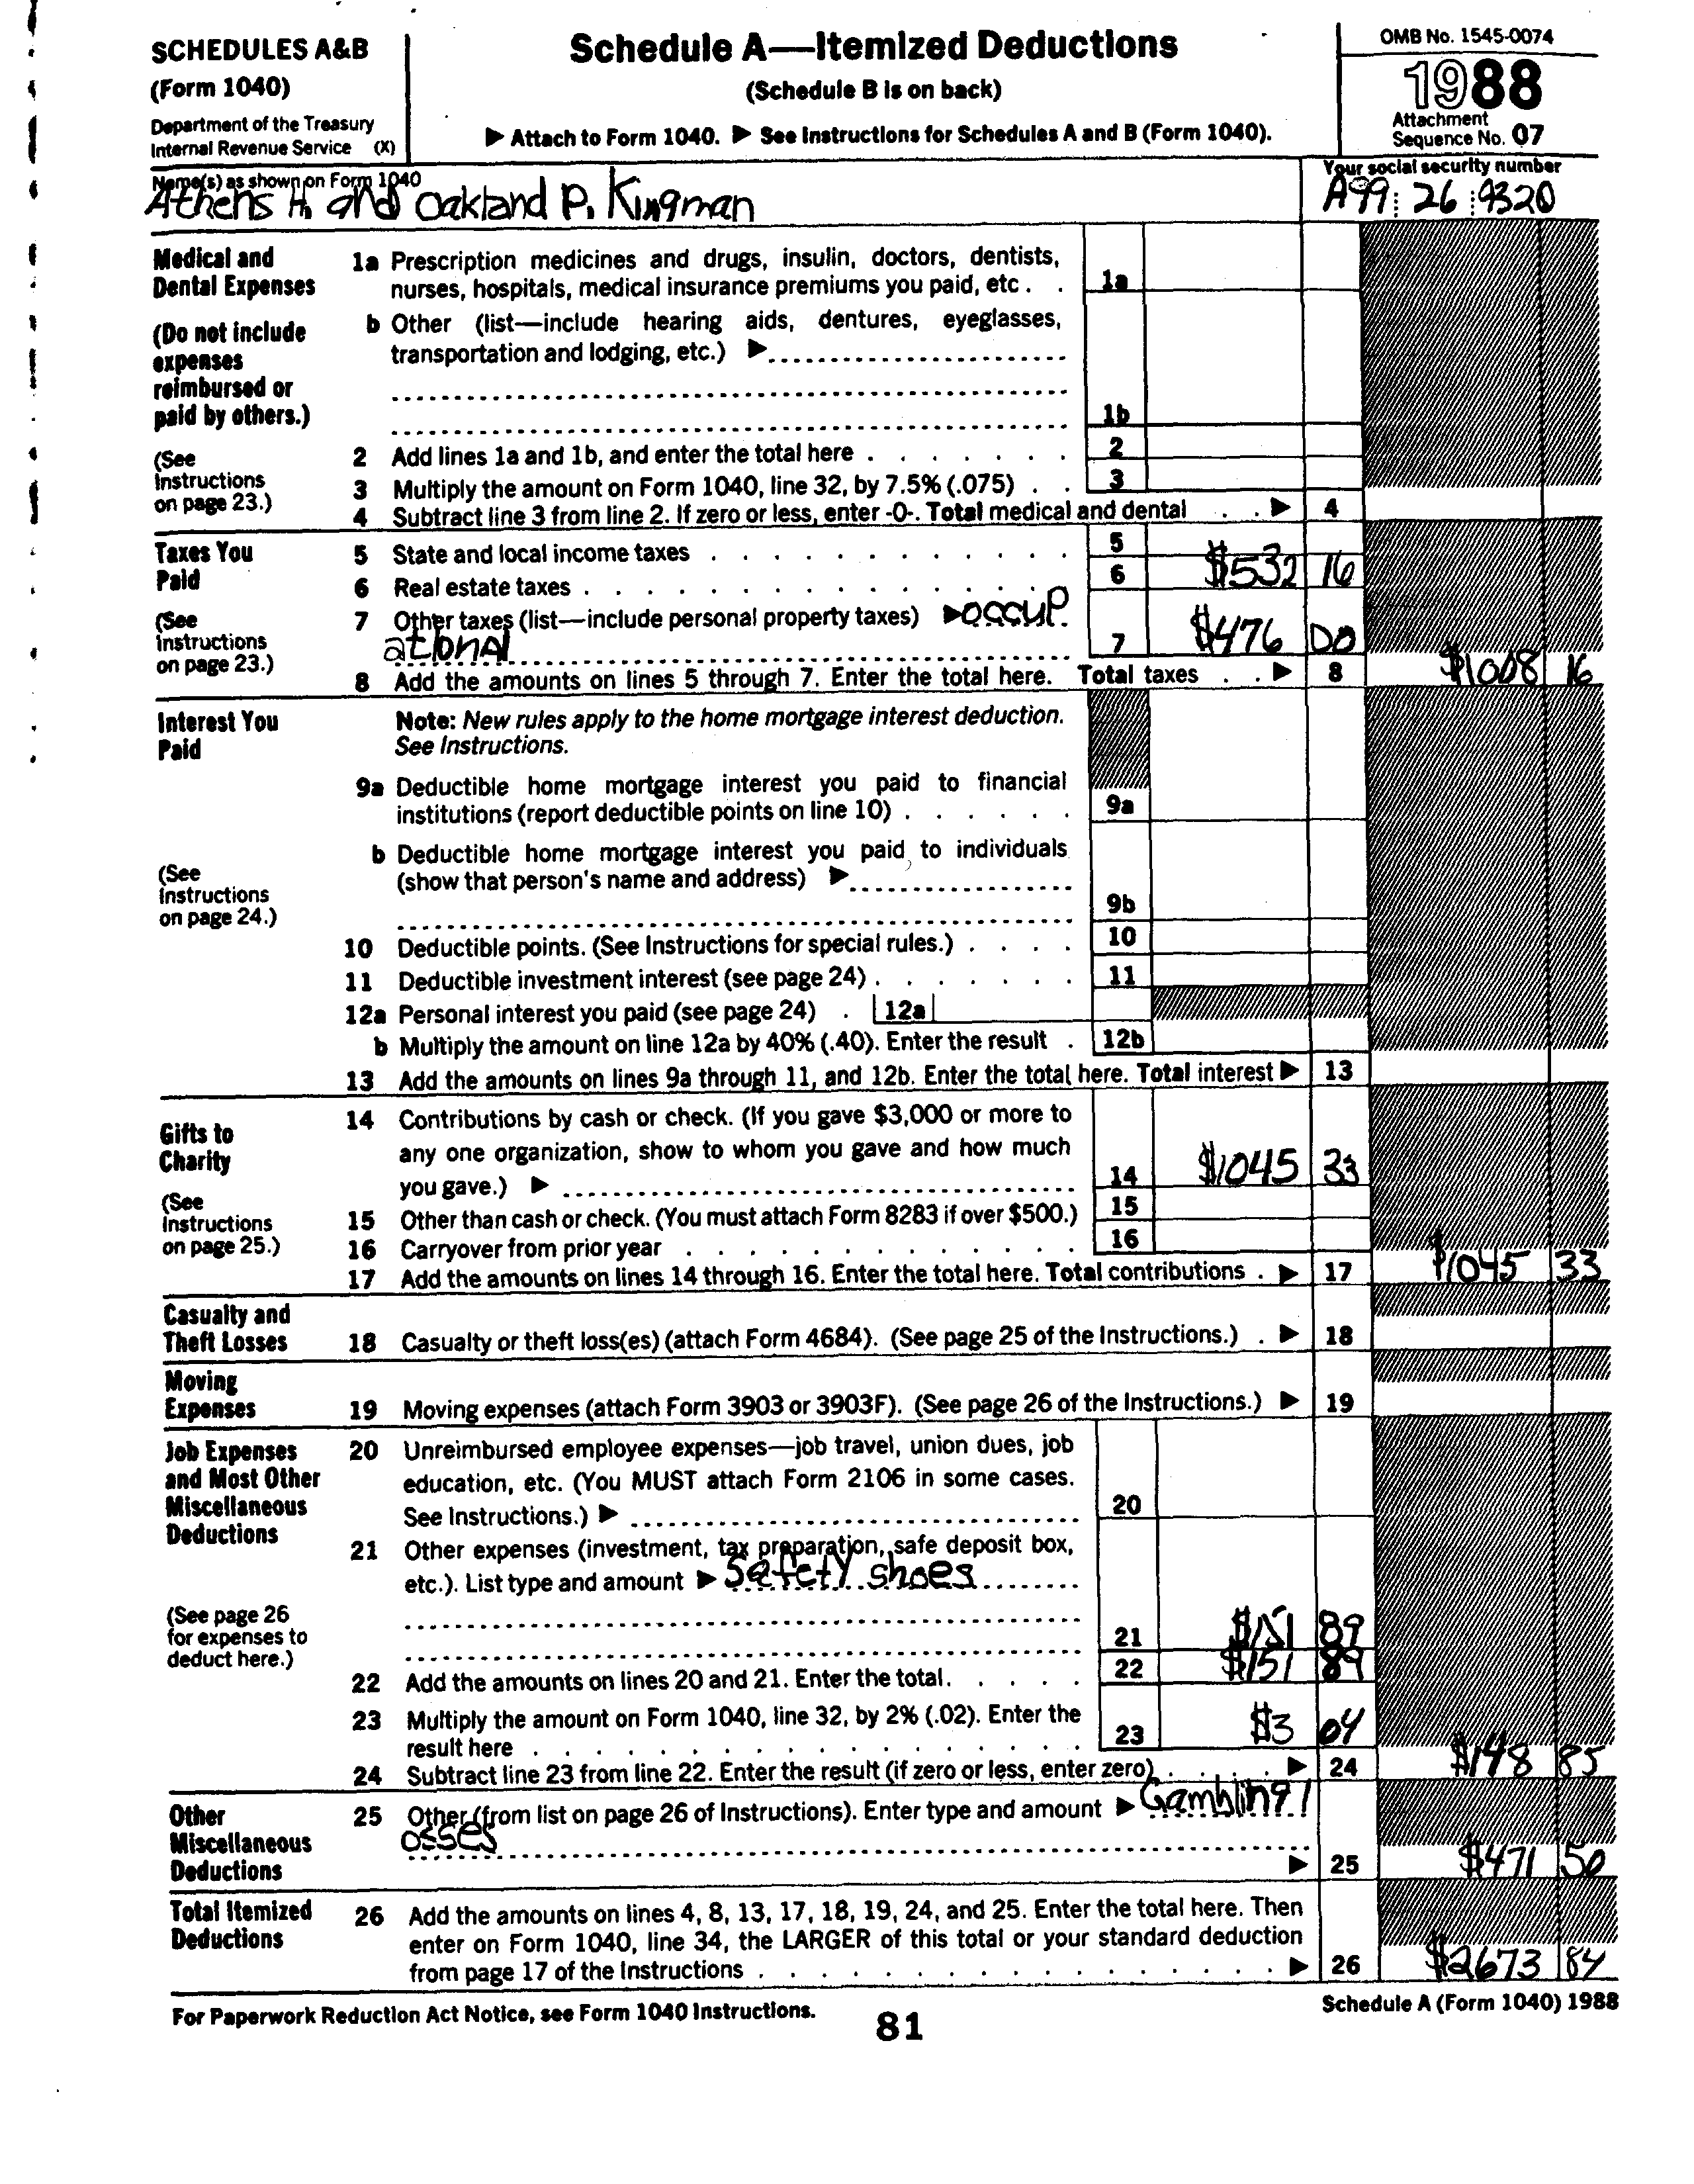 SCHEDULES A&B
(Form 1040)
Department of the Treasury
Internal Revenue Service (X)
Schedule A—Itemized Deductions
(Schedule B is on back)
▶ Attach to Form 1040. ▶ See Instructions for Schedules A and B (Form 1040).
OMB No. 1545-0074
1988
Attachment
Sequence No. 07
Name(s) as shown on Form 1040
Athens H. and Oakland P. Kingman
Your social security number
A99 26 9320
Medical and
Dental Expenses
(Do not include
expenses
reimbursed or
paid by others.)
(See
Instructions
on page 23.)
1a Prescription medicines and drugs, insulin, doctors, dentists,
nurses, hospitals, medical insurance premiums you paid, etc . . 1a
b Other (list—include hearing aids, dentures, eyeglasses,
transportation and lodging, etc.) ▶
1b
2 Add lines 1a and 1b, and enter the total here . . . . . . . 2
3 Multiply the amount on Form 1040, line 32, by 7.5% (.075) . . 3
4 Subtract line 3 from line 2. If zero or less, enter -0-. Total medical and dental . . ▶ 4
Taxes You
Paid
(See
Instructions
on page 23.)
5 State and local income taxes . . . . . . . . . . . . 5
6 Real estate taxes . . . . . . . . . . . . . . . 6 $532 16
7 Other taxes (list—include personal property taxes) ▶ occup
ational 7 $476 00
8 Add the amounts on lines 5 through 7. Enter the total here. Total taxes . . ▶ 8 $1008 16
Interest You
Paid
(See
Instructions
on page 24.)
Note: New rules apply to the home mortgage interest deduction.
See Instructions.
9a Deductible home mortgage interest you paid to financial
institutions (report deductible points on line 10) . . . . . . 9a
b Deductible home mortgage interest you paid to individuals
(show that person's name and address) ▶
9b
10 Deductible points. (See Instructions for special rules.) . . . . 10
11 Deductible investment interest (see page 24) . . . . . . . 11
12a Personal interest you paid (see page 24) . 12a
b Multiply the amount on line 12a by 40% (.40). Enter the result . 12b
13 Add the amounts on lines 9a through 11, and 12b. Enter the total here. Total interest ▶ 13
Gifts to
Charity
(See
Instructions
on page 25.)
14 Contributions by cash or check. (If you gave $3,000 or more to
any one organization, show to whom you gave and how much
you gave.) ▶ 14 $1045 33
15 Other than cash or check. (You must attach Form 8283 if over $500.) 15
16 Carryover from prior year . . . . . . . . . . . . . 16
17 Add the amounts on lines 14 through 16. Enter the total here. Total contributions . ▶ 17 $1045 33
Casualty and
Theft Losses
18 Casualty or theft loss(es) (attach Form 4684). (See page 25 of the Instructions.) . ▶ 18
Moving
Expenses
19 Moving expenses (attach Form 3903 or 3903F). (See page 26 of the Instructions.) ▶ 19
Job Expenses
and Most Other
Miscellaneous
Deductions
(See page 26
for expenses to
deduct here.)
20 Unreimbursed employee expenses—job travel, union dues, job
education, etc. (You MUST attach Form 2106 in some cases.
See Instructions.) ▶ 20
21 Other expenses (investment, tax preparation, safe deposit box,
etc.). List type and amount ▶ Safety shoes
21 $151 89
22 Add the amounts on lines 20 and 21. Enter the total . . . . . 22 $151 89
23 Multiply the amount on Form 1040, line 32, by 2% (.02). Enter the
result here . . . . . . . . . . . . . . . . . 23 $3 04
24 Subtract line 23 from line 22. Enter the result (if zero or less, enter zero) . . . . . ▶ 24 $148 85
Other
Miscellaneous
Deductions
25 Other (from list on page 26 of Instructions). Enter type and amount ▶ Gambling l
osses
▶ 25 $471 50
Total Itemized
Deductions
26 Add the amounts on lines 4, 8, 13, 17, 18, 19, 24, and 25. Enter the total here. Then
enter on Form 1040, line 34, the LARGER of this total or your standard deduction
from page 17 of the Instructions . . . . . . . . . . . . . . . . . . ▶ 26 $2673 84
For Paperwork Reduction Act Notice, see Form 1040 Instructions.
81
Schedule A (Form 1040) 1988